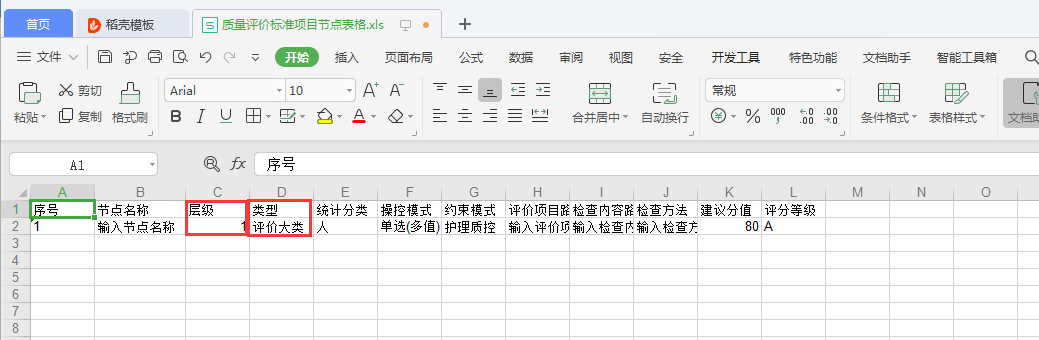 首页 稻壳模板 S 质量评价标准项目节点表格.xls
文件 开始 插入 页面布局 公式 数据 审阅 视图 安全 开发工具 特色功能 文档助手 智能工具箱
剪切 Arial 10 A+ A- 常规
粘贴 复制 格式刷 B I U A 合并居中 自动换行 ¥ % 000 条件格式 表格样式 文档助
A1 fx 序号
A B C D E F G H I J K L M N O
1 序号 节点名称 层级 类型 统计分类 操控模式 约束模式 评价项目路 检查内容路 检查方法 建议分值 评分等级
2 1 输入节点名称 1 评价大类 人 单选(多值) 护理质控 输入评价项 输入检查内 输入检查方 80 A
3
4
5
6
7
8